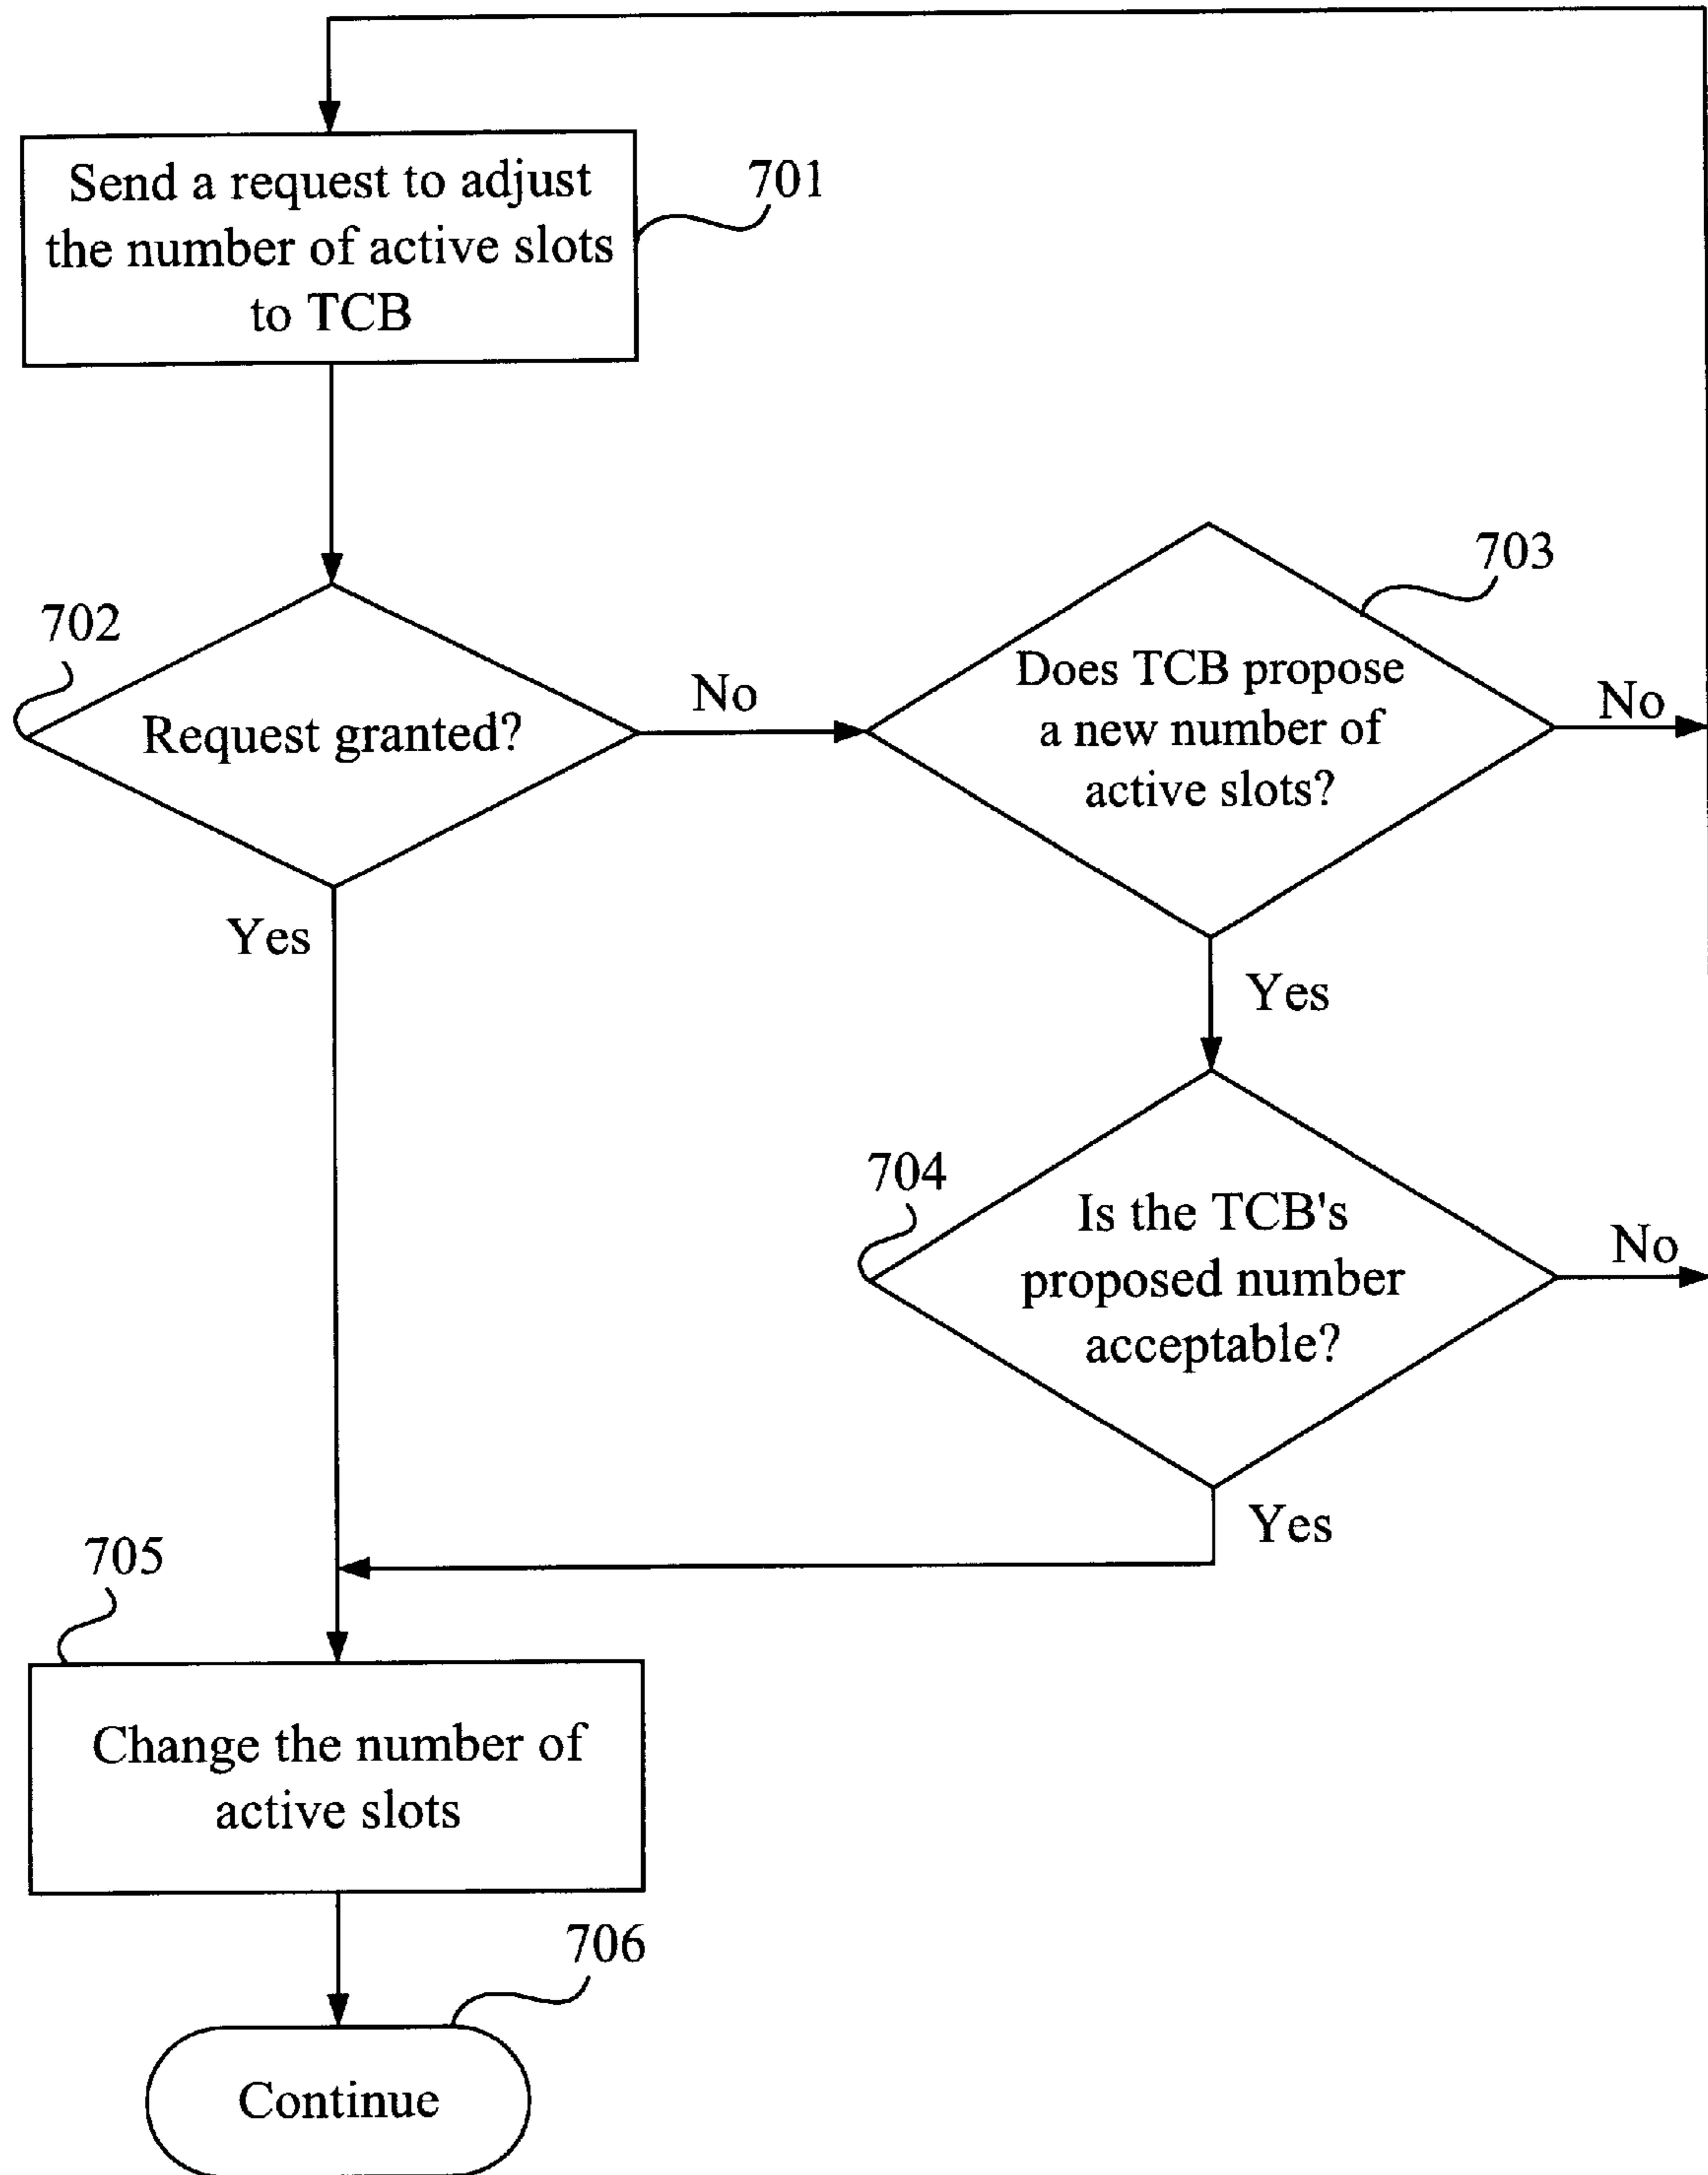 Send a request to adjust
the number of active slots
to TCB
701
702
Request granted?
No
Yes
703
Does TCB propose
a new number of
active slots?
No
Yes
704
Is the TCB's
proposed number
acceptable?
No
Yes
705
Change the number of
active slots
706
Continue